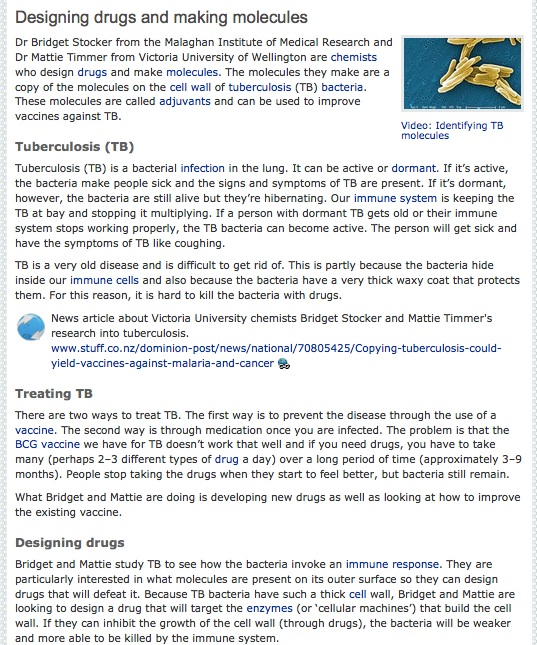 Designing drugs and making molecules
Dr Bridget Stocker from the Malaghan Institute of Medical Research and
Dr Mattie Timmer from Victoria University of Wellington are chemists
who design drugs and make molecules. The molecules they make are a
copy of the molecules on the cell wall of tuberculosis (TB) bacteria.
These molecules are called adjuvants and can be used to improve
vaccines against TB.
Video: Identifying TB
molecules
Tuberculosis (TB)
Tuberculosis (TB) is a bacterial infection in the lung. It can be active or dormant. If it’s active,
the bacteria make people sick and the signs and symptoms of TB are present. If it’s dormant,
however, the bacteria are still alive but they’re hibernating. Our immune system is keeping the
TB at bay and stopping it multiplying. If a person with dormant TB gets old or their immune
system stops working properly, the TB bacteria can become active. The person will get sick and
have the symptoms of TB like coughing.
TB is a very old disease and is difficult to get rid of. This is partly because the bacteria hide
inside our immune cells and also because the bacteria have a very thick waxy coat that protects
them. For this reason, it is hard to kill the bacteria with drugs.
News article about Victoria University chemists Bridget Stocker and Mattie Timmer's
research into tuberculosis.
www.stuff.co.nz/dominion-post/news/national/70805425/Copying-tuberculosis-could-
yield-vaccines-against-malaria-and-cancer
Treating TB
There are two ways to treat TB. The first way is to prevent the disease through the use of a
vaccine. The second way is through medication once you are infected. The problem is that the
BCG vaccine we have for TB doesn’t work that well and if you need drugs, you have to take
many (perhaps 2–3 different types of drug a day) over a long period of time (approximately 3–9
months). People stop taking the drugs when they start to feel better, but bacteria still remain.
What Bridget and Mattie are doing is developing new drugs as well as looking at how to improve
the existing vaccine.
Designing drugs
Bridget and Mattie study TB to see how the bacteria invoke an immune response. They are
particularly interested in what molecules are present on its outer surface so they can design
drugs that will defeat it. Because TB bacteria have such a thick cell wall, Bridget and Mattie are
looking to design a drug that will target the enzymes (or ‘cellular machines’) that build the cell
wall. If they can inhibit the growth of the cell wall (through drugs), the bacteria will be weaker
and more able to be killed by the immune system.